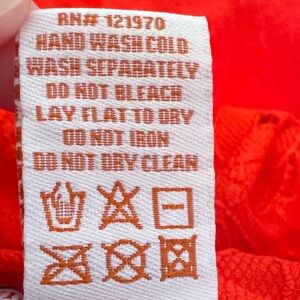 RN# 121970
HAND WASH COLD
WASH SEPARATELY
DO NOT BLEACH
LAY FLAT TO DRY
DO NOT IRON
DO NOT DRY CLEAN